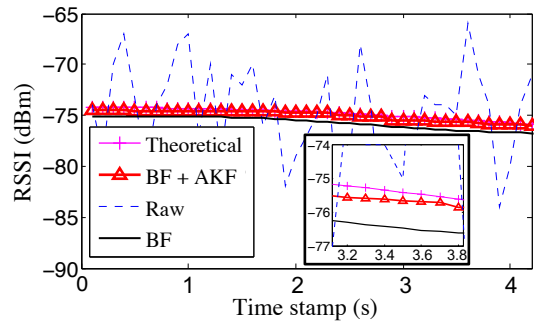 −65
−70
−75
−80
−85
−90
RSSI (dBm)
Theoretical
BF + AKF
Raw
BF
−74
−75
−76
−77
3.2 3.4 3.6 3.8
0 1 2 3 4
Time stamp (s)